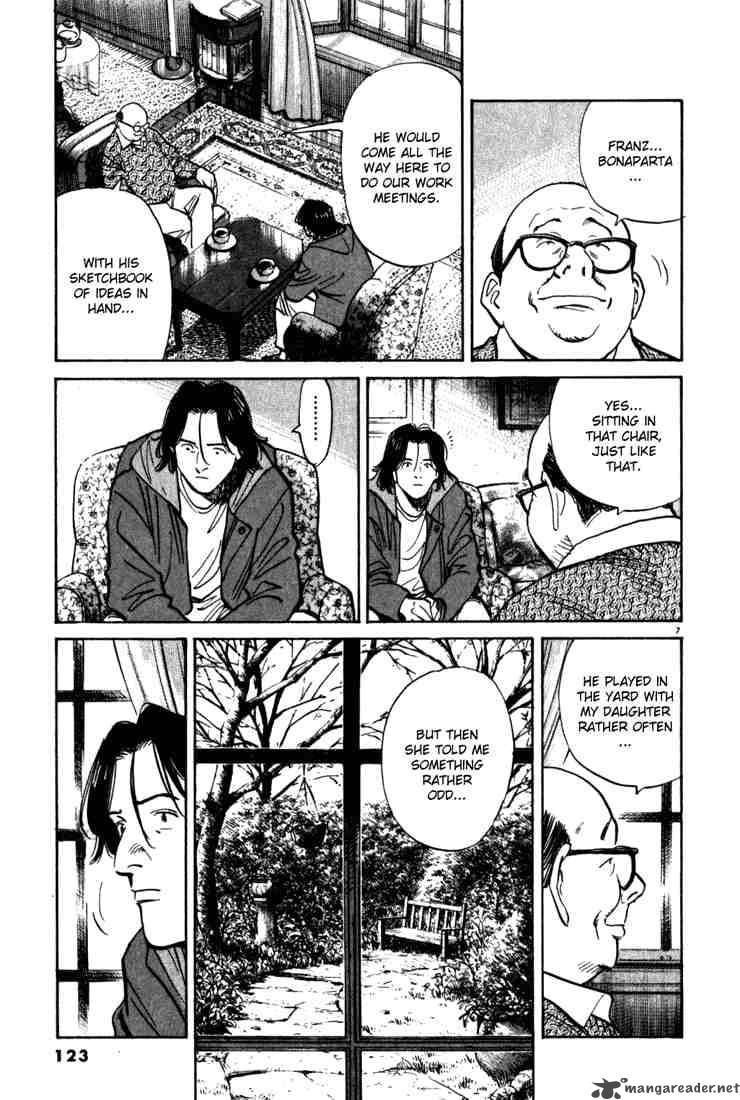 FRANZ...
BONAPARTA
...
HE WOULD
COME ALL
THE WAY HERE
TO DO OUR WORK
MEETINGS.
WITH HIS
SKETCHBOOK
OF IDEAS IN
HAND...
YES...
SITTING IN
THAT CHAIR,
JUST LIKE
THAT.
........
7
HE PLAYED IN
THE YARD WITH
MY DAUGHTER
RATHER OFTEN
...
BUT THEN
SHE TOLD ME
SOMETHING
RATHER
ODD...
123
mangareader.net